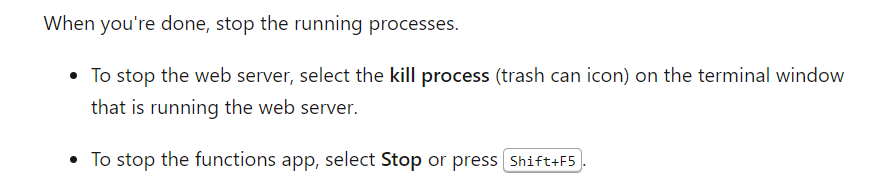 When you're done, stop the running processes.
• To stop the web server, select the kill process (trash can icon) on the terminal window
that is running the web server.
• To stop the functions app, select Stop or press Shift+F5.